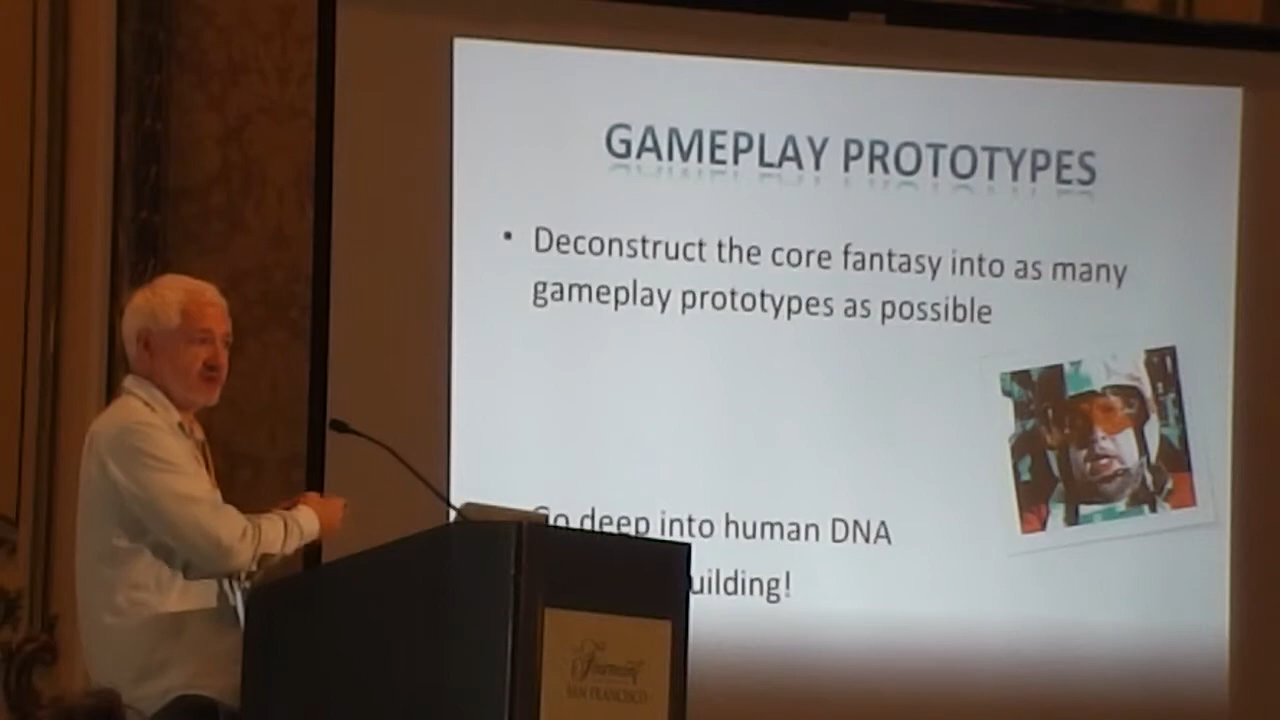 GAMEPLAY PROTOTYPES
• Deconstruct the core fantasy into as many
gameplay prototypes as possible
Go deep into human DNA
uilding!
Fairmont
SAN FRANCISCO